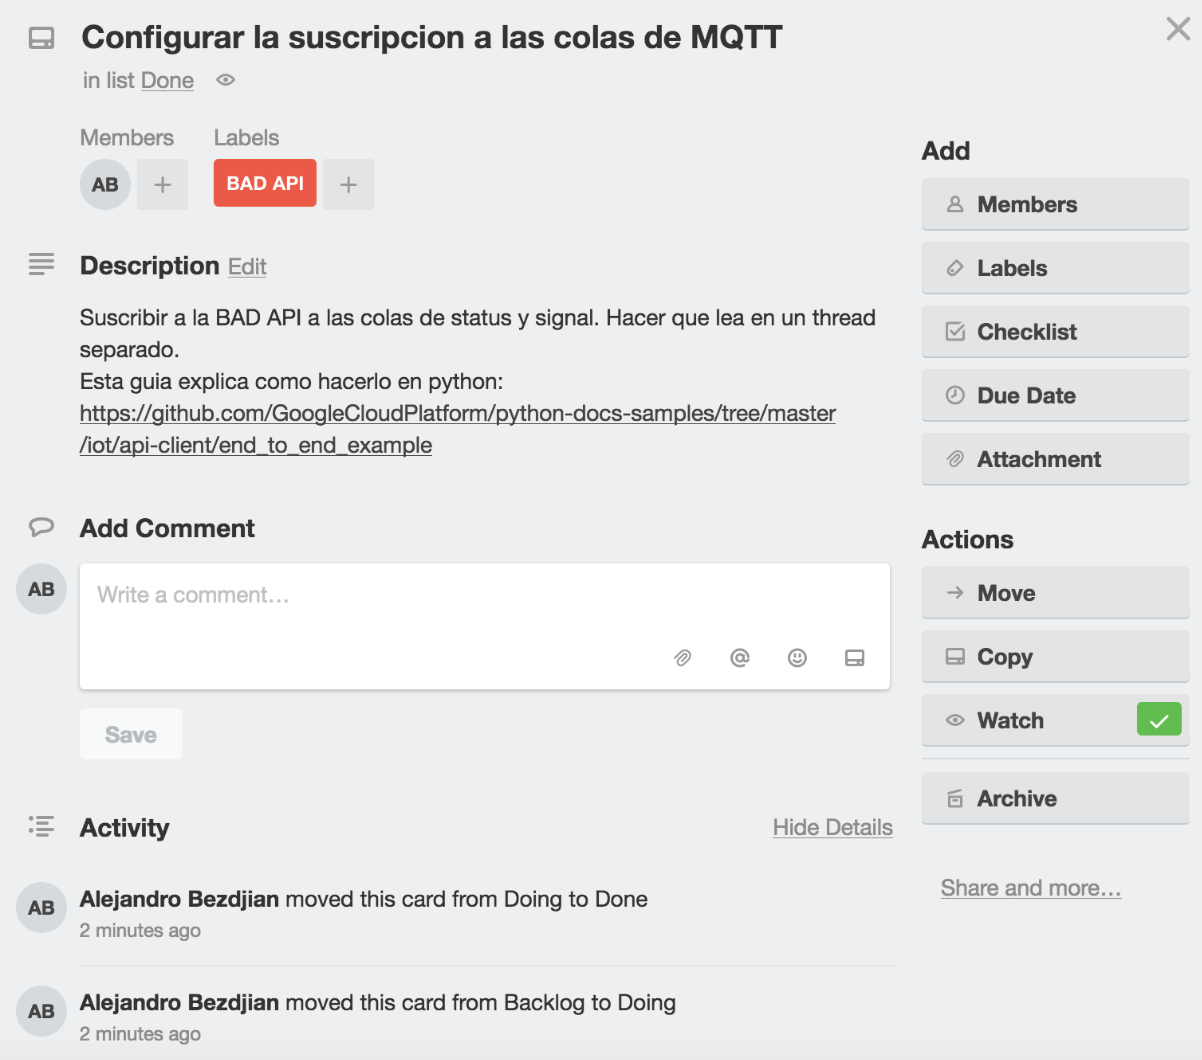 Configurar la suscripcion a las colas de MQTT
in list Done
Members Labels
AB + BAD API +
Description Edit
Suscribir a la BAD API a las colas de status y signal. Hacer que lea en un thread
separado.
Esta guia explica como hacerlo en python:
https://github.com/GoogleCloudPlatform/python-docs-samples/tree/master
/iot/api-client/end_to_end_example
Add Comment
AB
Write a comment…
Save
Activity Hide Details
AB
Alejandro Bezdjian moved this card from Doing to Done
2 minutes ago
AB
Alejandro Bezdjian moved this card from Backlog to Doing
2 minutes ago
Add
Members
Labels
Checklist
Due Date
Attachment
Actions
Move
Copy
Watch
Archive
Share and more…